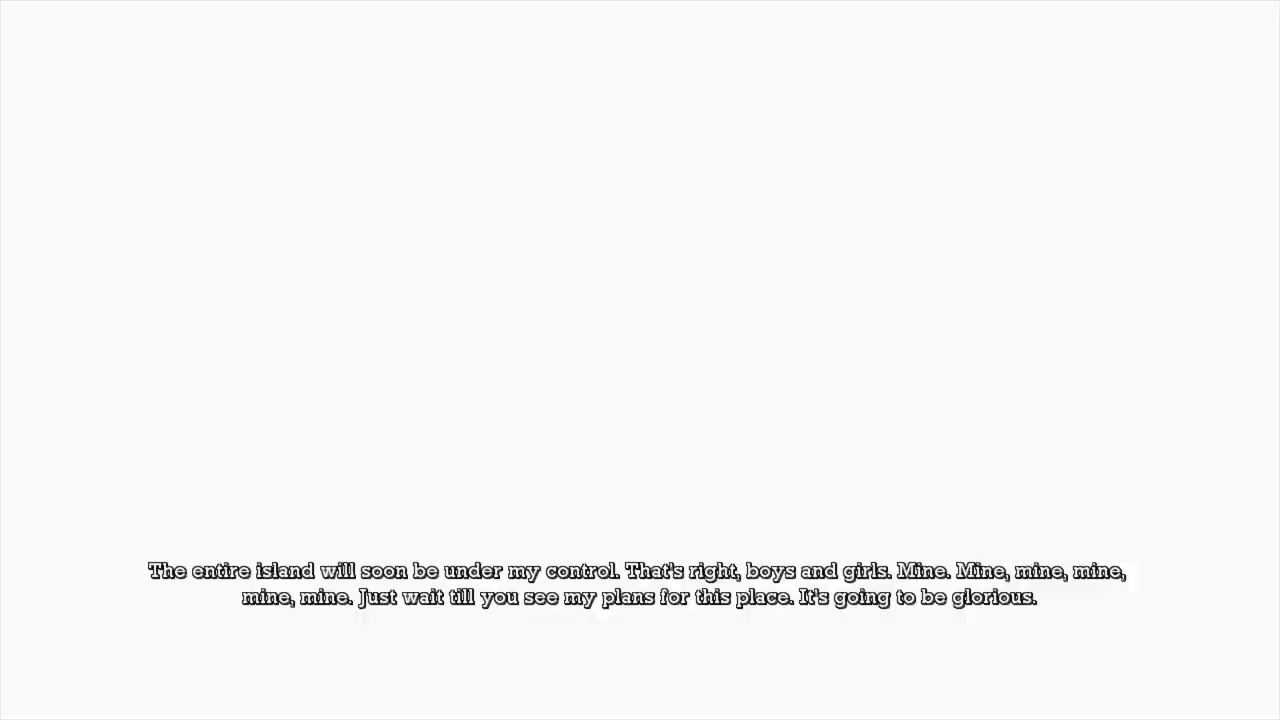 The entire island will soon be under my control. That's right, boys and girls. Mine. Mine, mine, mine,
mine, mine. Just wait till you see my plans for this place. It's going to be glorious.